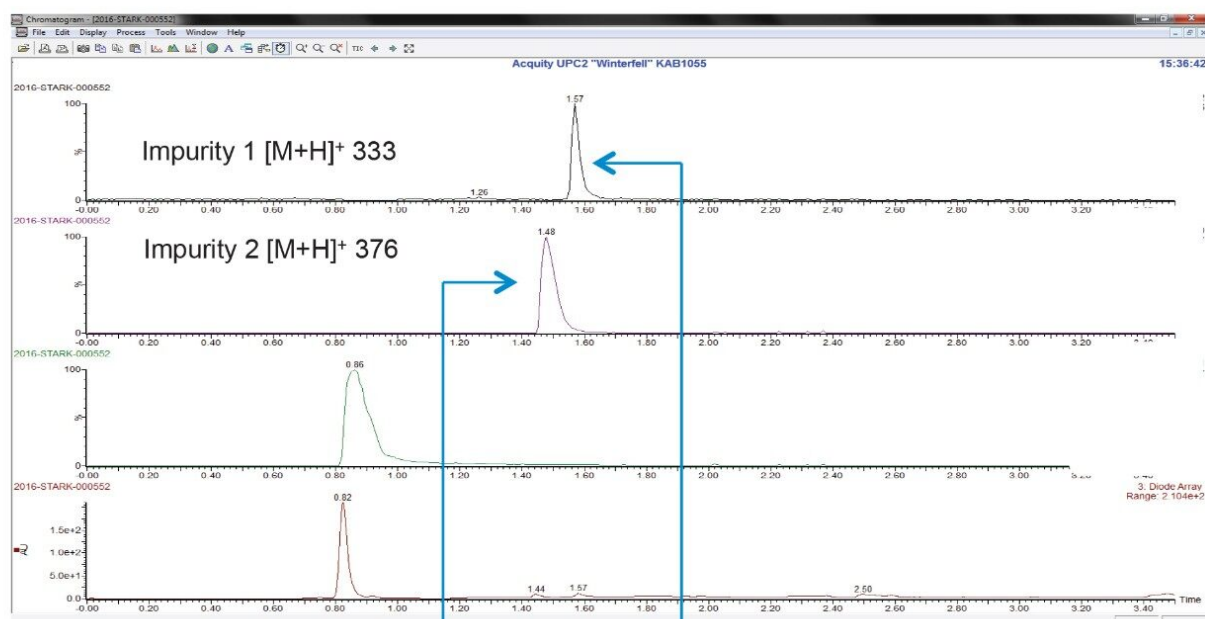 Chromatogram - [2016-STARK-000552]
File Edit Display Process Tools Window Help
TIC
Acquity UPC2 "Winterfell" KAB1055 15:36:42
2016-STARK-000552
1.57
100
Impurity 1 [M+H]⁺ 333
%
1.26
0
-0.00 0.20 0.40 0.60 0.80 1.00 1.20 1.40 1.60 1.80 2.00 2.20 2.40 2.60 2.80 3.00 3.20
2016-STARK-000552
1.48
100
Impurity 2 [M+H]⁺ 376
%
0
-0.00 0.20 0.40 0.60 0.80 1.00 1.20 1.40 1.60 1.80 2.00 2.20 2.40 2.60 2.80 3.00 3.20
2016-STARK-000552
0.86
100
%
0
-0.00 0.20 0.40 0.60 0.80 1.00 1.20 1.40 1.60 1.80 2.00 2.20 2.40 2.60 2.80 3.00
2016-STARK-000552 3: Diode Array
0.82 Range: 2.104e+2
1.5e+2
AU
1.0e+2
5.0e+1
1.44 1.57 2.50
0.0
-0.00 0.20 0.40 0.60 0.80 1.00 1.20 1.40 1.60 1.80 2.00 2.20 2.40 2.60 2.80 3.00 3.20 3.40 Time